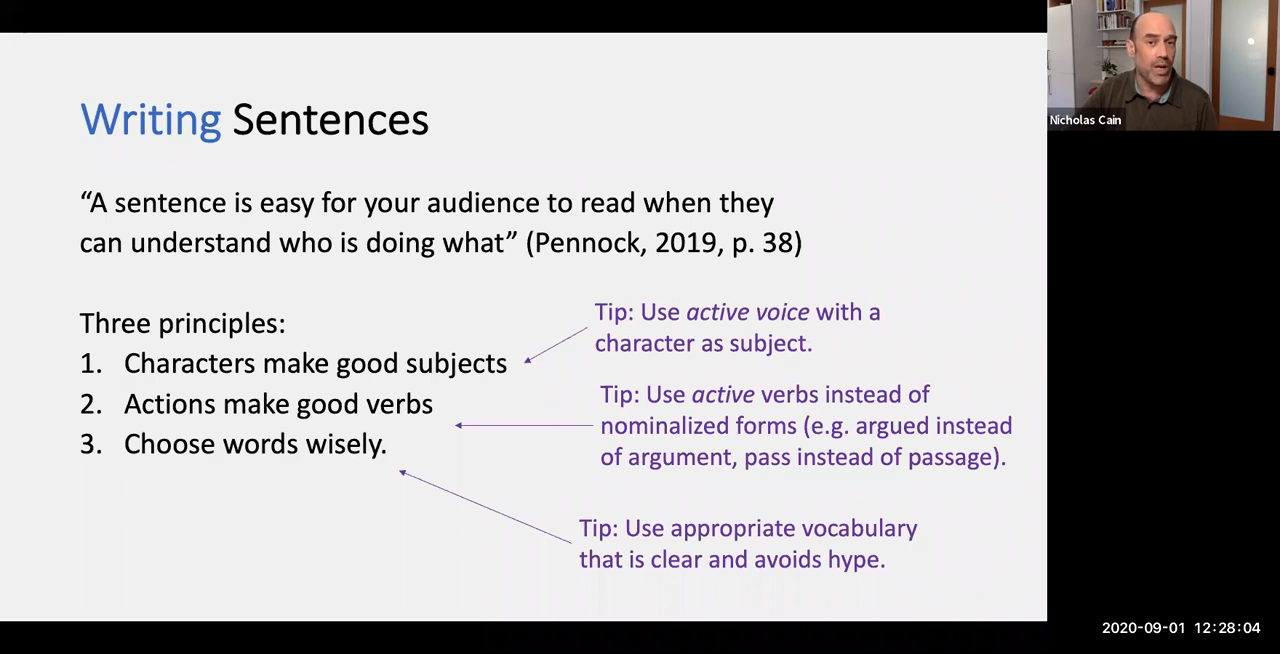 Writing Sentences
“A sentence is easy for your audience to read when they
can understand who is doing what” (Pennock, 2019, p. 38)
Three principles:
1. Characters make good subjects
2. Actions make good verbs
3. Choose words wisely.
Tip: Use active voice with a
character as subject.
Tip: Use active verbs instead of
nominalized forms (e.g. argued instead
of argument, pass instead of passage).
Tip: Use appropriate vocabulary
that is clear and avoids hype.
Nicholas Cain
2020-09-01 12:28:04